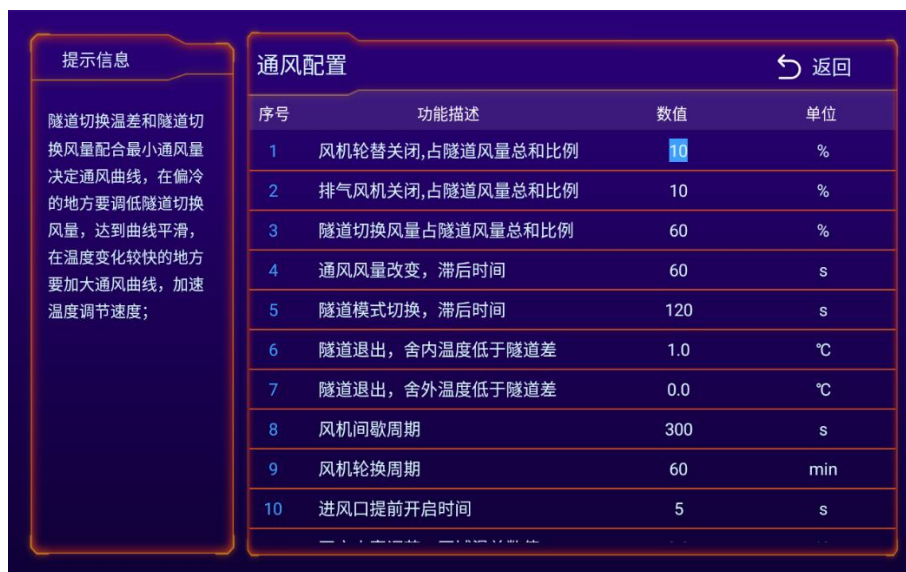 提示信息
隧道切换温差和隧道切
换风量配合最小通风量
决定通风曲线，在偏冷
的地方要调低隧道切换
风量，达到曲线平滑，
在温度变化较快的地方
要加大通风曲线，加速
温度调节速度；
通风配置 返回
序号 功能描述 数值 单位
1 风机轮替关闭,占隧道风量总和比例 10 %
2 排气风机关闭,占隧道风量总和比例 10 %
3 隧道切换风量占隧道风量总和比例 60 %
4 通风风量改变，滞后时间 60 s
5 隧道模式切换，滞后时间 120 s
6 隧道退出，舍内温度低于隧道差 1.0 ℃
7 隧道退出，舍外温度低于隧道差 0.0 ℃
8 风机间歇周期 300 s
9 风机轮换周期 60 min
10 进风口提前开启时间 5 s